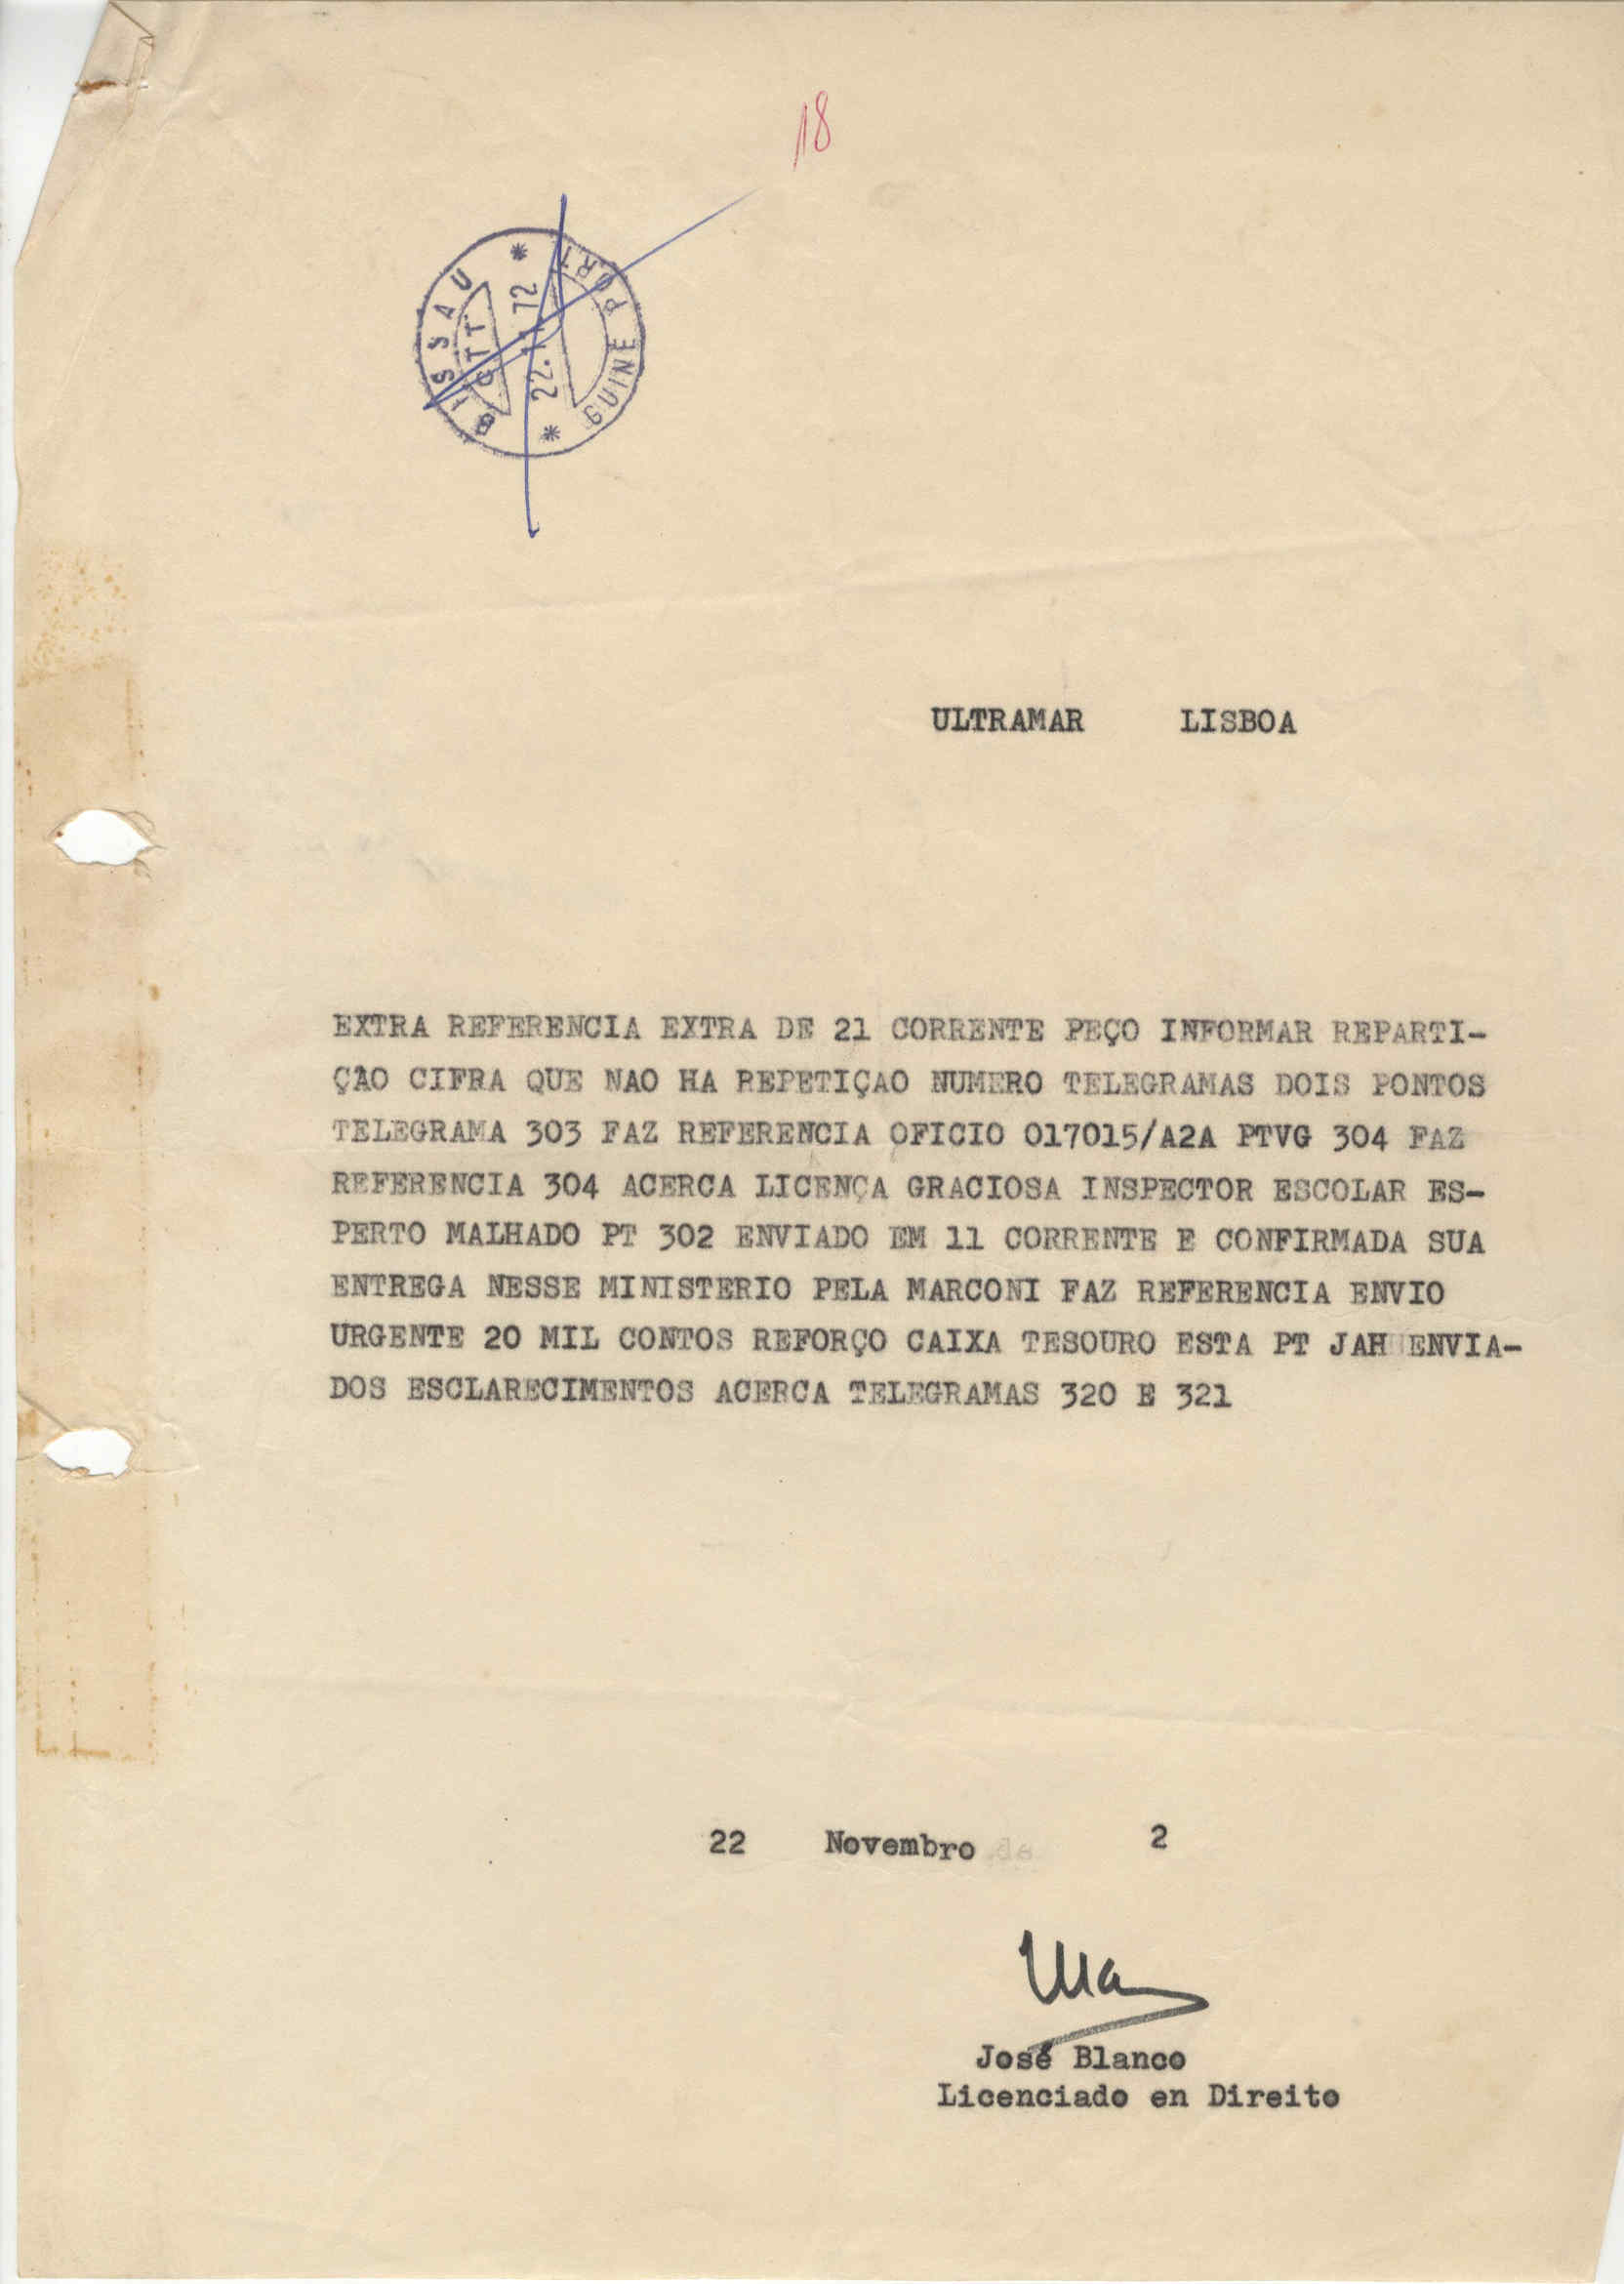 18
BISSAU * GUINE PORT *
CTT
22.11.72
ULTRAMAR LISBOA
EXTRA REFERENCIA EXTRA DE 21 CORRENTE PEÇO INFORMAR REPARTI-
ÇÃO CIFRA QUE NAO HA REPETIÇAO NUMERO TELEGRAMAS DOIS PONTOS
TELEGRAMA 303 FAZ REFERENCIA OFICIO 017015/A2A PTVG 304 FAZ
REFERENCIA 304 ACERCA LICENÇA GRACIOSA INSPECTOR ESCOLAR ES-
PERTO MALHADO PT 302 ENVIADO EM 11 CORRENTE E CONFIRMADA SUA
ENTREGA NESSE MINISTERIO PELA MARCONI FAZ REFERENCIA ENVIO
URGENTE 20 MIL CONTOS REFORÇO CAIXA TESOURO ESTA PT JAH ENVIA-
DOS ESCLARECIMENTOS ACERCA TELEGRAMAS 320 E 321
22 Novembro de 2
José Blanco
Licenciado en Direito